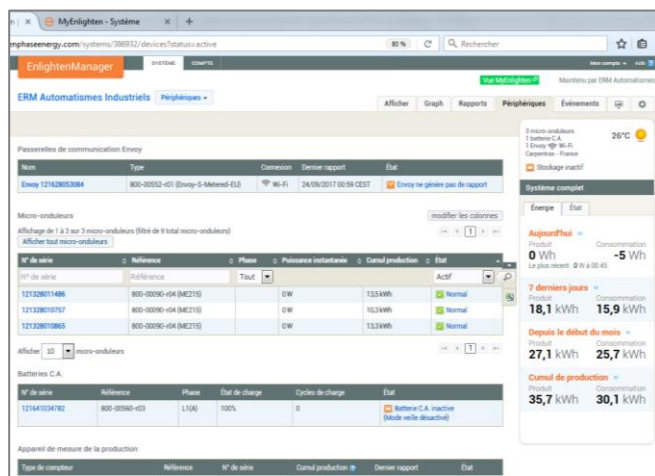 MyEnlighten - Système
enphaseenergy.com/systems/386932/devices?status=active
80 %
Rechercher
EnlightenManager
SYSTÈME
COMPTE
Mon compte
Aide
Vue MyEnlighten
Maintenu par ERM Automatismes
ERM Automatismes Industriels
Périphériques
Afficher
Graph
Rapports
Périphériques
Événements
3 micro-onduleurs
1 batterie C.A.
1 Envoy Wi-Fi
Carpentras - France
26°C
Stockage inactif
Passerelles de communication Envoy
Nom Type Connexion Dernier rapport État
Envoy 121628053084 800-00552-r01 (Envoy-S-Metered-EU) Wi-Fi 24/09/2017 00:59 CEST Envoy ne génère pas de rapport
Micro-onduleurs
modifier les colonnes
Affichage de 1 à 3 sur 3 micro-onduleurs (filtré de 9 total micro-onduleurs)
1
Afficher tout micro-onduleurs
N° de série Référence Phase Puissance instantanée Cumul production État
N° de série Référence Tout Actif
121328011486 800-00090-r04 (ME215) 0 W 13,5 kWh Normal
121328010757 800-00090-r04 (ME215) 0 W 10,3 kWh Normal
121328010865 800-00090-r04 (ME215) 0 W 13,3 kWh Normal
Afficher 10 micro-onduleurs
1
Batteries C.A.
N° de série Référence Phase État de charge Cycles de charge État
121641034782 800-00560-r03 L1(A) 100% 0 Batterie C.A. inactive
(Mode veille désactivé)
Appareil de mesure de la production
Type de compteur Référence N° de série Cumul production Dernier rapport État
Système complet
Énergie
État
Aujourd'hui
Produit Consommation
0 Wh -5 Wh
Le plus récent : 0 W à 00:45
7 derniers jours
Produit Consommation
18,1 kWh 15,9 kWh
Depuis le début du mois
Produit Consommation
27,1 kWh 25,7 kWh
Cumul de production
Produit Consommation
35,7 kWh 30,1 kWh